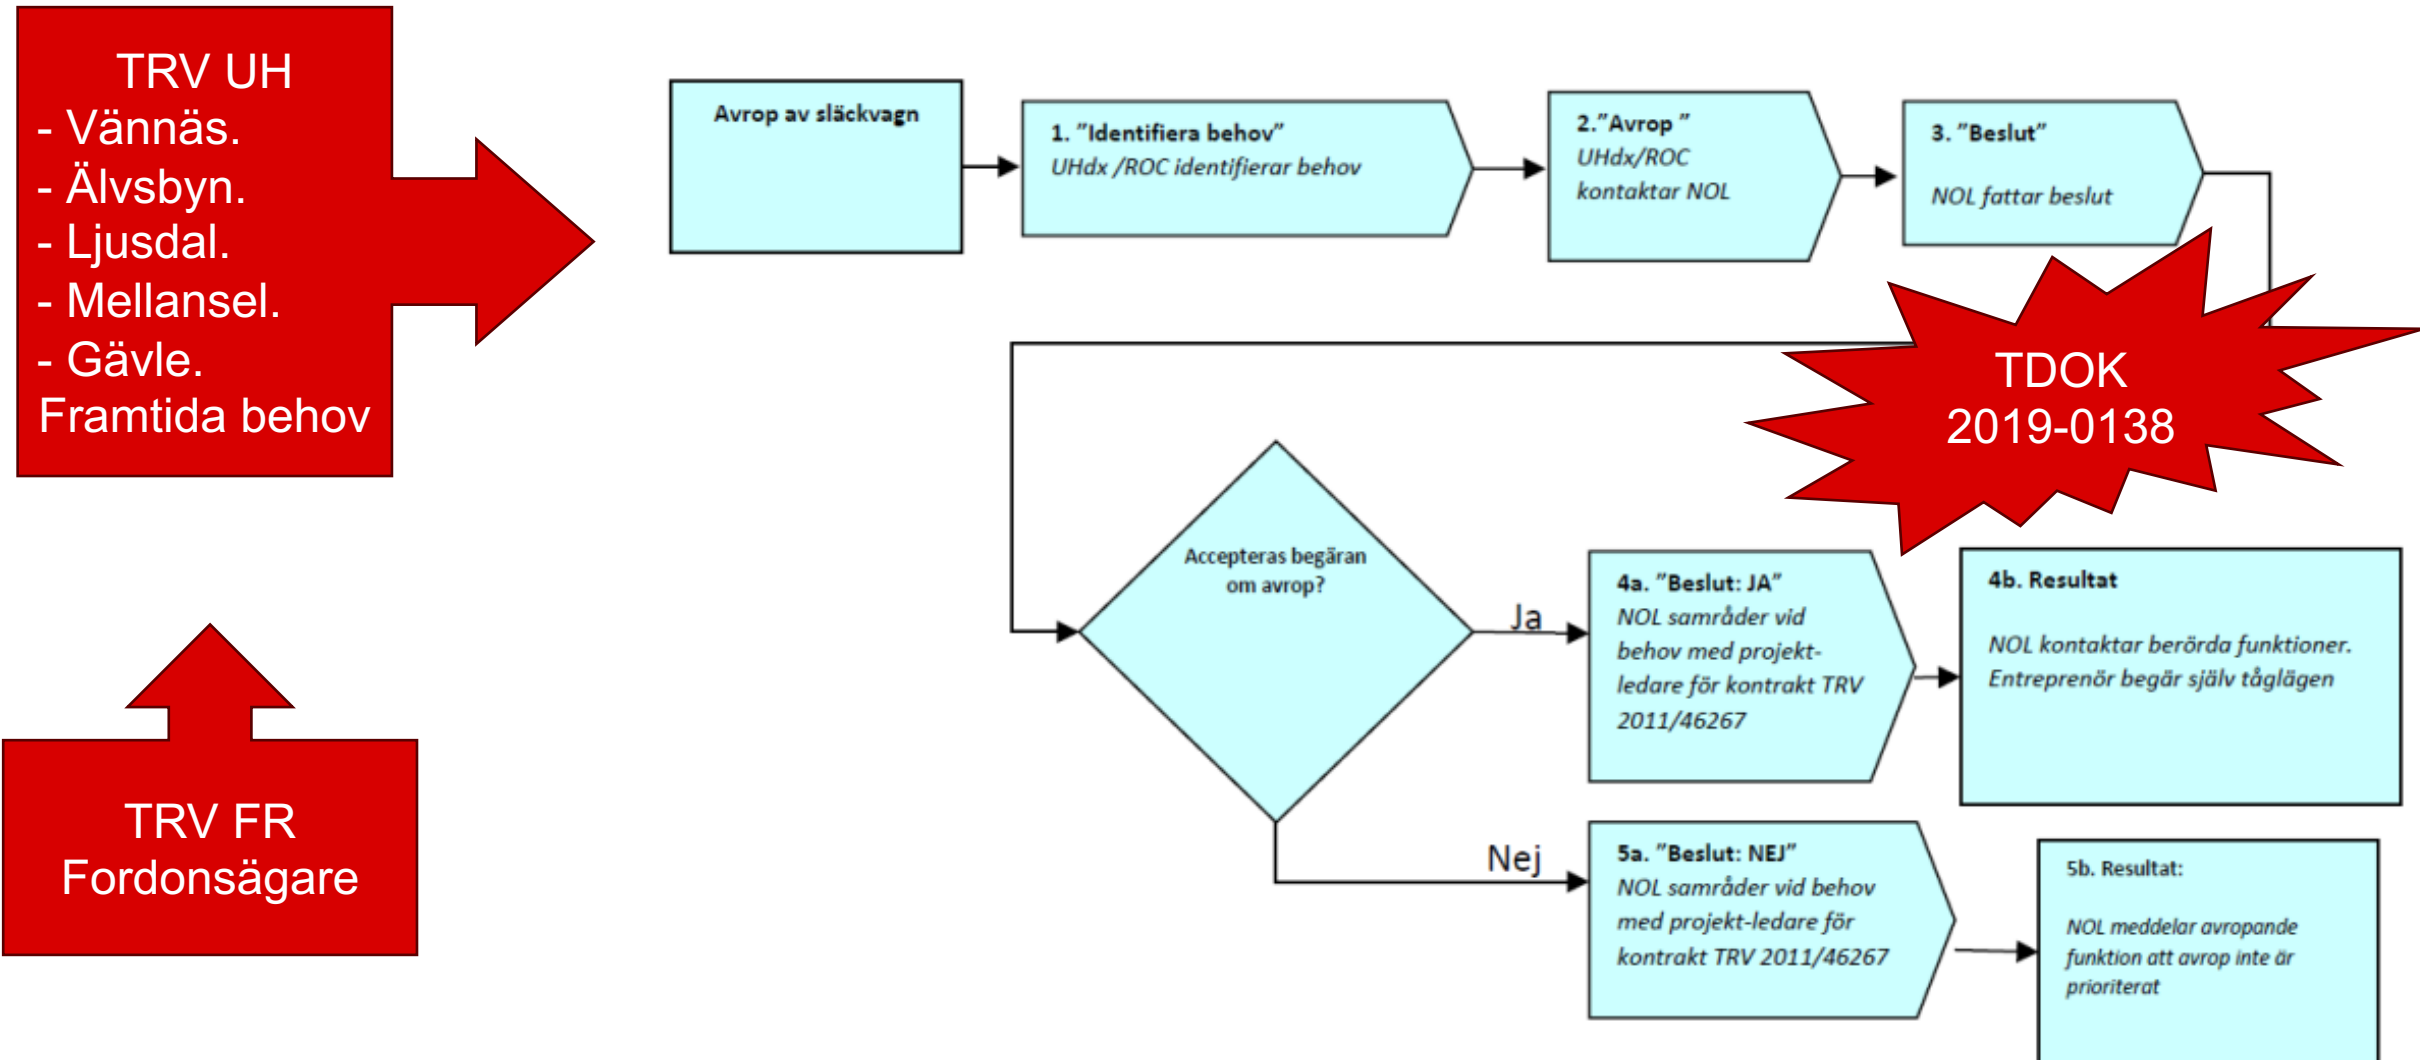 TRV UH
- Vännäs.
- Älvsbyn.
- Ljusdal.
- Mellansel.
- Gävle.
Framtida behov
TRV FR
Fordonsägare
Avrop av släckvagn
1. ”Identifiera behov”
UHdx /ROC identifierar behov
2.”Avrop ”
UHdx/ROC
kontaktar NOL
3. ”Beslut”
NOL fattar beslut
TDOK
2019-0138
Accepteras begäran
om avrop?
Ja
4a. ”Beslut: JA”
NOL samråder vid
behov med projekt-
ledare för kontrakt TRV
2011/46267
4b. Resultat
NOL kontaktar berörda funktioner.
Entreprenör begär själv tåglägen
Nej
5a. ”Beslut: NEJ”
NOL samråder vid behov
med projekt-ledare för
kontrakt TRV 2011/46267
5b. Resultat:
NOL meddelar avropande
funktion att avrop inte är
prioriterat